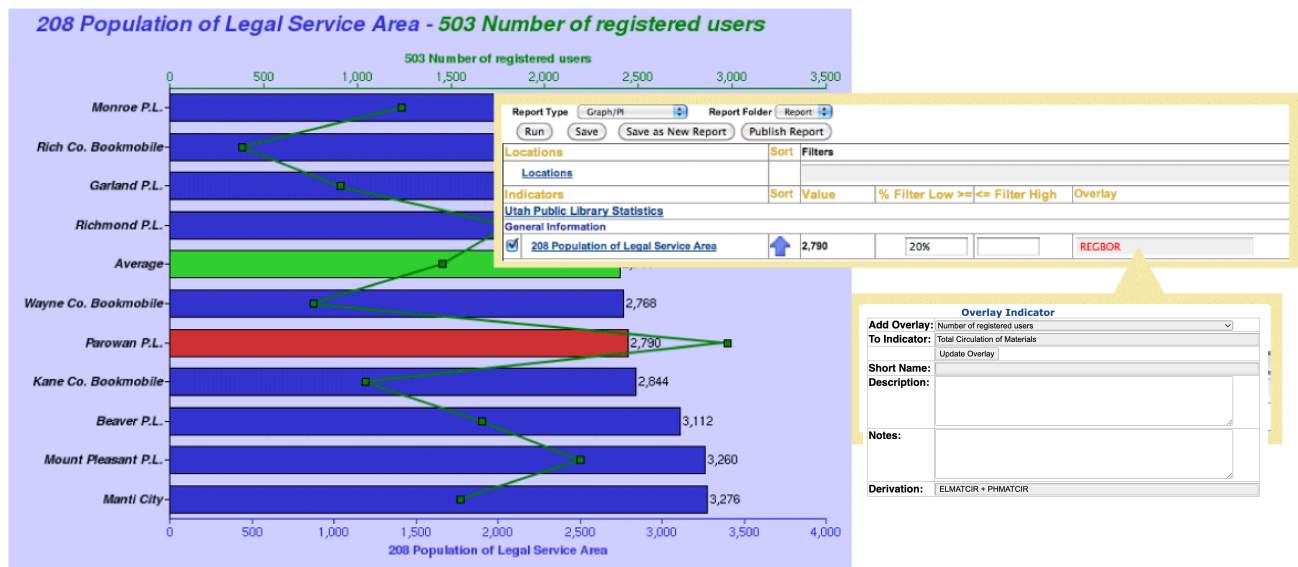 208 Population of Legal Service Area - 503 Number of registered users
503 Number of registered users
0 500 1,000 1,500 2,000 2,500 3,000 3,500
Monroe P.L.
Rich Co. Bookmobile
Garland P.L.
Richmond P.L.
Average
Wayne Co. Bookmobile 2,768
Parowan P.L. 2,790
Kane Co. Bookmobile 2,844
Beaver P.L. 3,112
Mount Pleasant P.L. 3,260
Manti City 3,276
0 500 1,000 1,500 2,000 2,500 3,000 3,500 4,000
208 Population of Legal Service Area
Report Type Graph/PI Report Folder Report
Run Save Save as New Report Publish Report
Locations Sort Filters
Locations
Indicators Sort Value % Filter Low >= <= Filter High Overlay
Utah Public Library Statistics
General Information
208 Population of Legal Service Area 2,790 20% REGBOR
Overlay Indicator
Add Overlay: Number of registered users
To Indicator: Total Circulation of Materials
Update Overlay
Short Name:
Description:
Notes:
Derivation: ELMATCIR + PHMATCIR